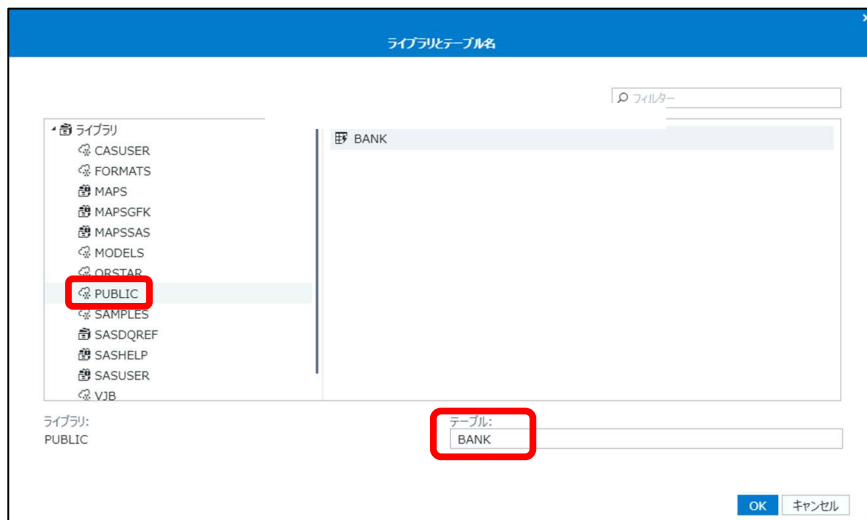 ライブラリとテーブル名
フィルター
ライブラリ
BANK
CASUSER
FORMATS
MAPS
MAPSGFK
MAPSSAS
MODELS
ORSTAR
PUBLIC
SAMPLES
SASDQREF
SASHELP
SASUSER
VJB
ライブラリ:
PUBLIC
テーブル:
BANK
OK
キャンセル